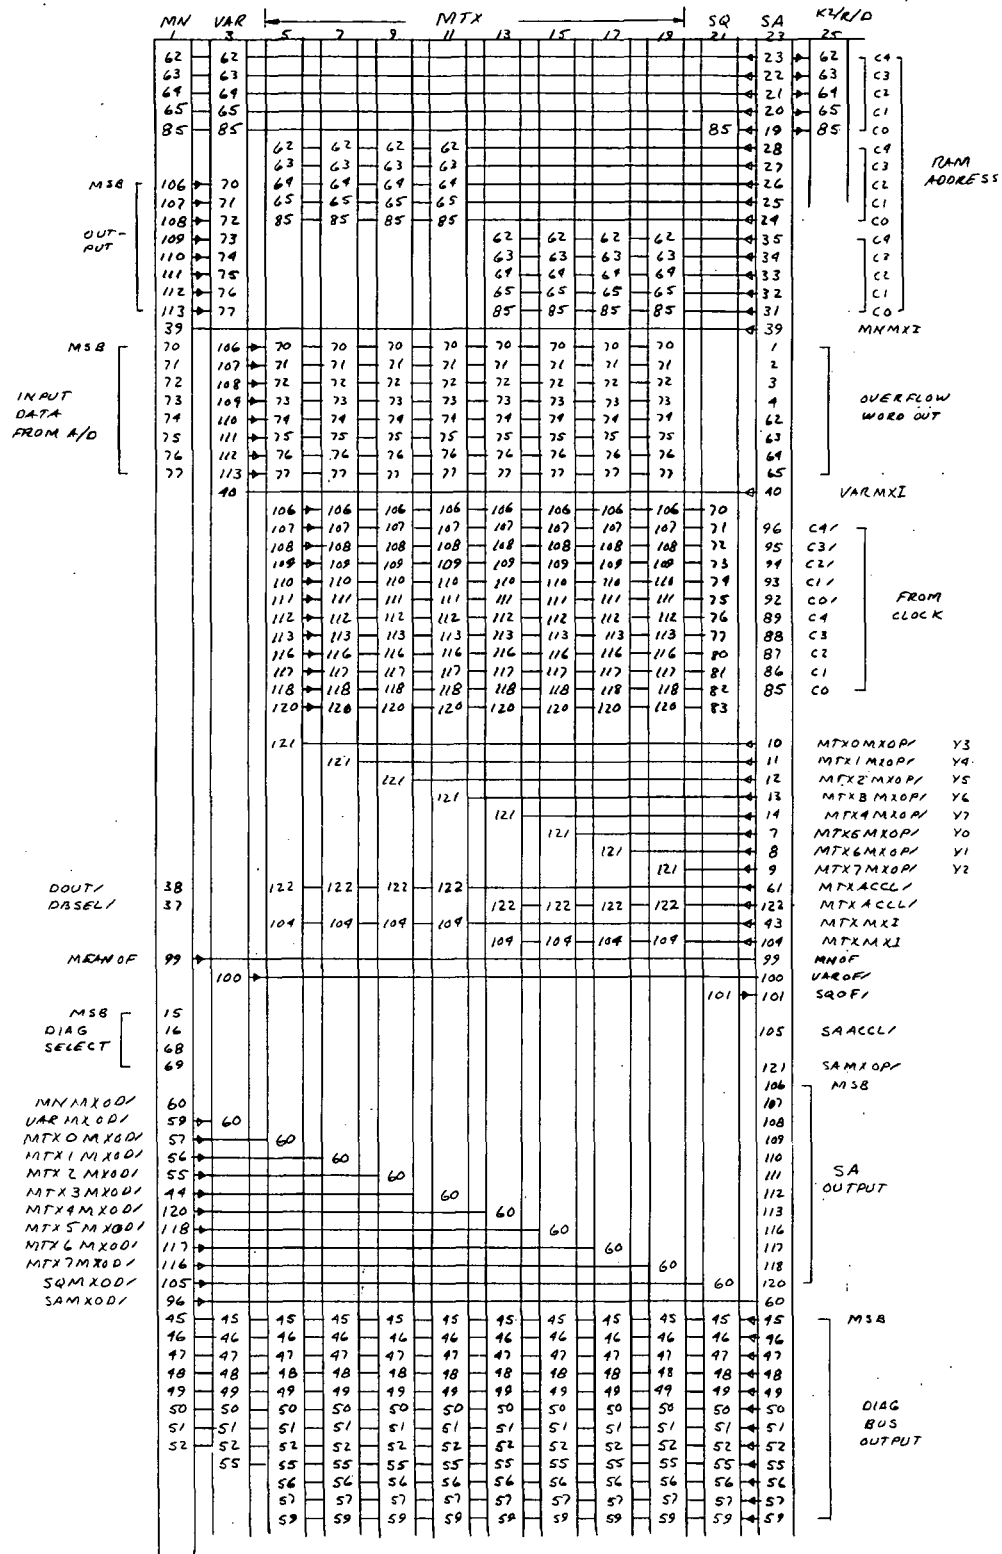 MN VAR MTX SQ SA K2/R/D
1 3 5 7 9 11 13 15 17 19 21 23 25
62 62 23 62 C4
63 63 22 63 C3
64 64 21 64 C2
65 65 20 65 C1
85 85 85 19 85 C0
62 62 62 62 28 C4
63 63 63 63 27 C3
MSB 106 70 64 64 64 64 26 C2
107 71 65 65 65 65 25 C1
108 72 85 85 85 85 24 C0
RAM
ADDRESS
OUT-
PUT
109 73 62 62 62 62 35 C4
110 74 63 63 63 63 34 C3
111 75 64 64 64 64 33 C2
112 76 65 65 65 65 32 C1
113 77 85 85 85 85 31 C0
39 39 MNMXI
MSB 70 106 70 70 70 70 70 70 70 70 1
71 107 71 71 71 71 71 71 71 71 2
72 108 72 72 72 72 72 72 72 72 3
73 109 73 73 73 73 73 73 73 73 4
74 110 74 74 74 74 74 74 74 74 62
75 111 75 75 75 75 75 75 75 75 63
76 112 76 76 76 76 76 76 76 76 64
77 113 77 77 77 77 77 77 77 77 65
INPUT
DATA
FROM A/D
OVERFLOW
WORD OUT
40 40 VARMXI
106 106 106 106 106 106 106 106 70
107 107 107 107 107 107 107 107 71 96 C4/
108 108 108 108 108 108 108 108 72 95 C3/
109 109 109 109 109 109 109 109 73 94 C2/
110 110 110 110 110 110 110 110 74 93 C1/
111 111 111 111 111 111 111 111 75 92 C0/
112 112 112 112 112 112 112 112 76 89 C4
113 113 113 113 113 113 113 113 77 88 C3
116 116 116 116 116 116 116 116 80 87 C2
117 117 117 117 117 117 117 117 81 86 C1
118 118 118 118 118 118 118 118 82 85 C0
120 120 120 120 120 120 120 120 83
FROM
CLOCK
121 10 MTX0MXOP/ Y3
121 11 MTX1MXOP/ Y4
121 12 MTX2MXOP/ Y5
121 13 MTX3MXOP/ Y6
121 14 MTX4MXOP/ Y7
121 7 MTX5MXOP/ Y0
121 8 MTX6MXOP/ Y1
121 9 MTX7MXOP/ Y2
DOUT/ 38 122 122 122 122 61 MTXACCL/
DBSEL/ 37 122 122 122 122 122 MTXACCL/
104 104 104 104 43 MTXMXI
104 104 104 104 104 MTXMXI
MEANOF 99 99 MNOF
100 100 VAROF/
101 101 SQOF/
MSB 15
DIAG 16 105 SAACCL/
SELECT 68
69 121 SAMXOP/
106 MSB
MNMXOD/ 60 107
VARMXOD/ 59 60 108
MTX0MXOD/ 57 60 109
MTX1MXOD/ 56 60 110
MTX2MXOD/ 55 60 111
MTX3MXOD/ 44 60 112
MTX4MXOD/ 120 60 113
MTX5MXOD/ 118 60 116
MTX6MXOD/ 117 60 117
MTX7MXOD/ 116 60 118
SQMXOD/ 105 60 120
SAMXOD/ 96 60
SA
OUTPUT
45 45 45 45 45 45 45 45 45 45 45 45 MSB
46 46 46 46 46 46 46 46 46 46 46 46
47 47 47 47 47 47 47 47 47 47 47 47
48 48 48 48 48 48 48 48 48 48 48 48
49 49 49 49 49 49 49 49 49 49 49 49
50 50 50 50 50 50 50 50 50 50 50 50
51 51 51 51 51 51 51 51 51 51 51 51
52 52 52 52 52 52 52 52 52 52 52 52
55 55 55 55 55 55 55 55 55 55 55
56 56 56 56 56 56 56 56 56 56
57 57 57 57 57 57 57 57 57 57
59 59 59 59 59 59 59 59 59 59
DIAG
BUS
OUTPUT